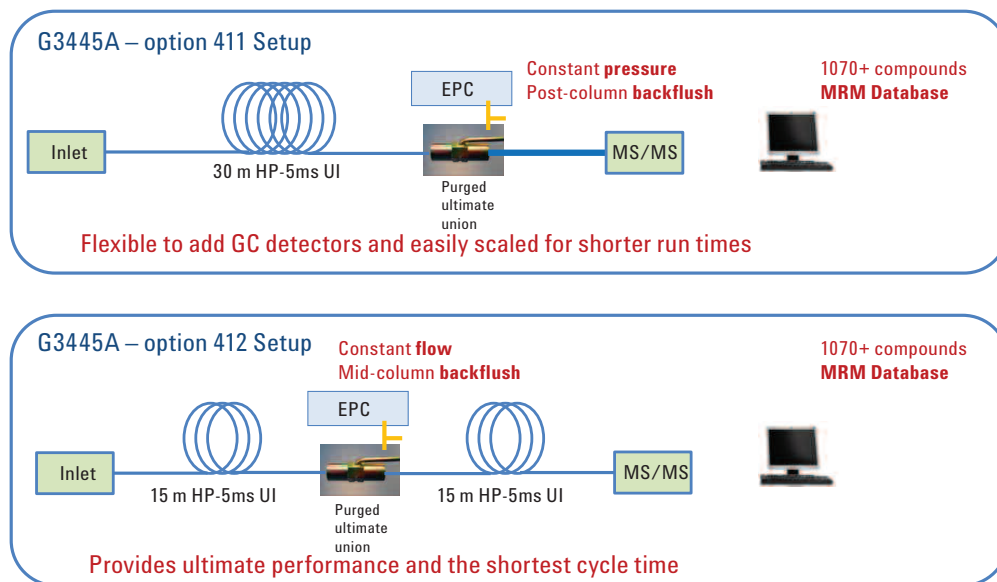 G3445A – option 411 Setup
Constant pressure
Post-column backflush
1070+ compounds
MRM Database
EPC
Inlet
30 m HP-5ms UI
MS/MS
Purged
ultimate
union
Flexible to add GC detectors and easily scaled for shorter run times
G3445A – option 412 Setup
Constant flow
Mid-column backflush
1070+ compounds
MRM Database
EPC
Inlet
15 m HP-5ms UI
15 m HP-5ms UI
MS/MS
Purged
ultimate
union
Provides ultimate performance and the shortest cycle time